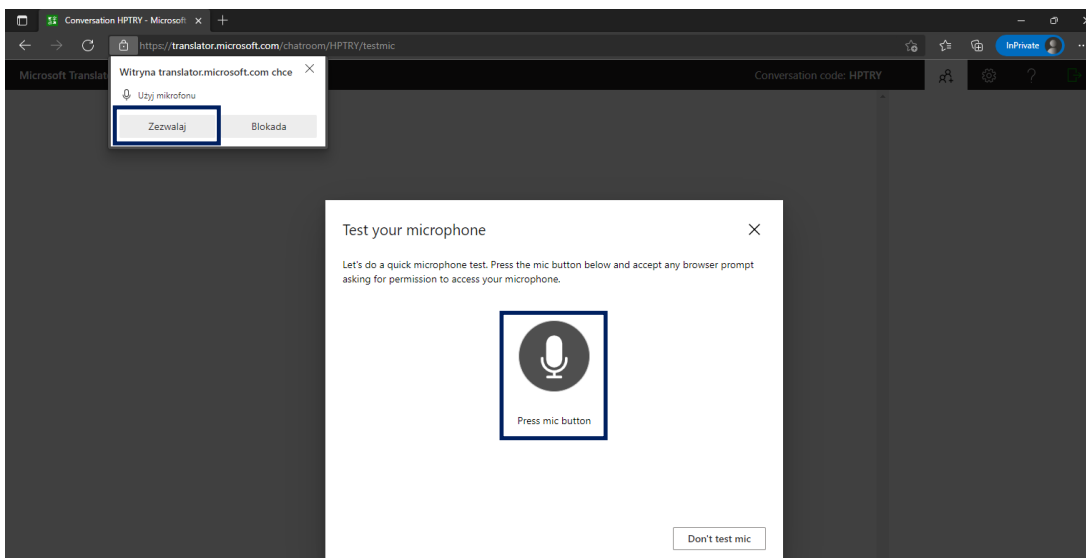 Conversation HPTRY - Microsoft
https://translator.microsoft.com/chatroom/HPTRY/testmic
InPrivate
Microsoft Translat
Conversation code: HPTRY
Witryna translator.microsoft.com chce
Użyj mikrofonu
Zezwalaj
Blokada
Test your microphone
Let's do a quick microphone test. Press the mic button below and accept any browser prompt
asking for permission to access your microphone.
Press mic button
Don't test mic